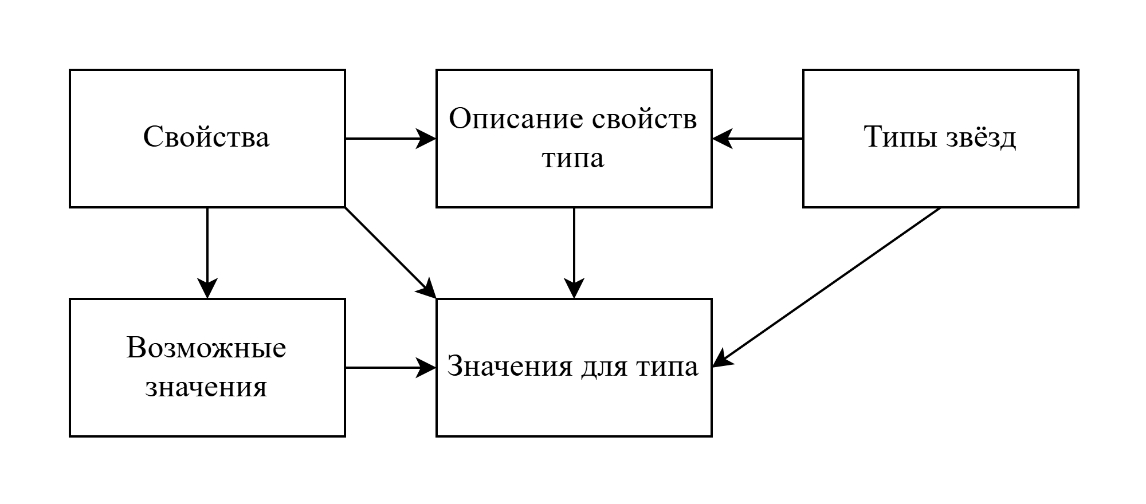 Свойства
Описание свойств
типа
Типы звёзд
Возможные
значения
Значения для типа